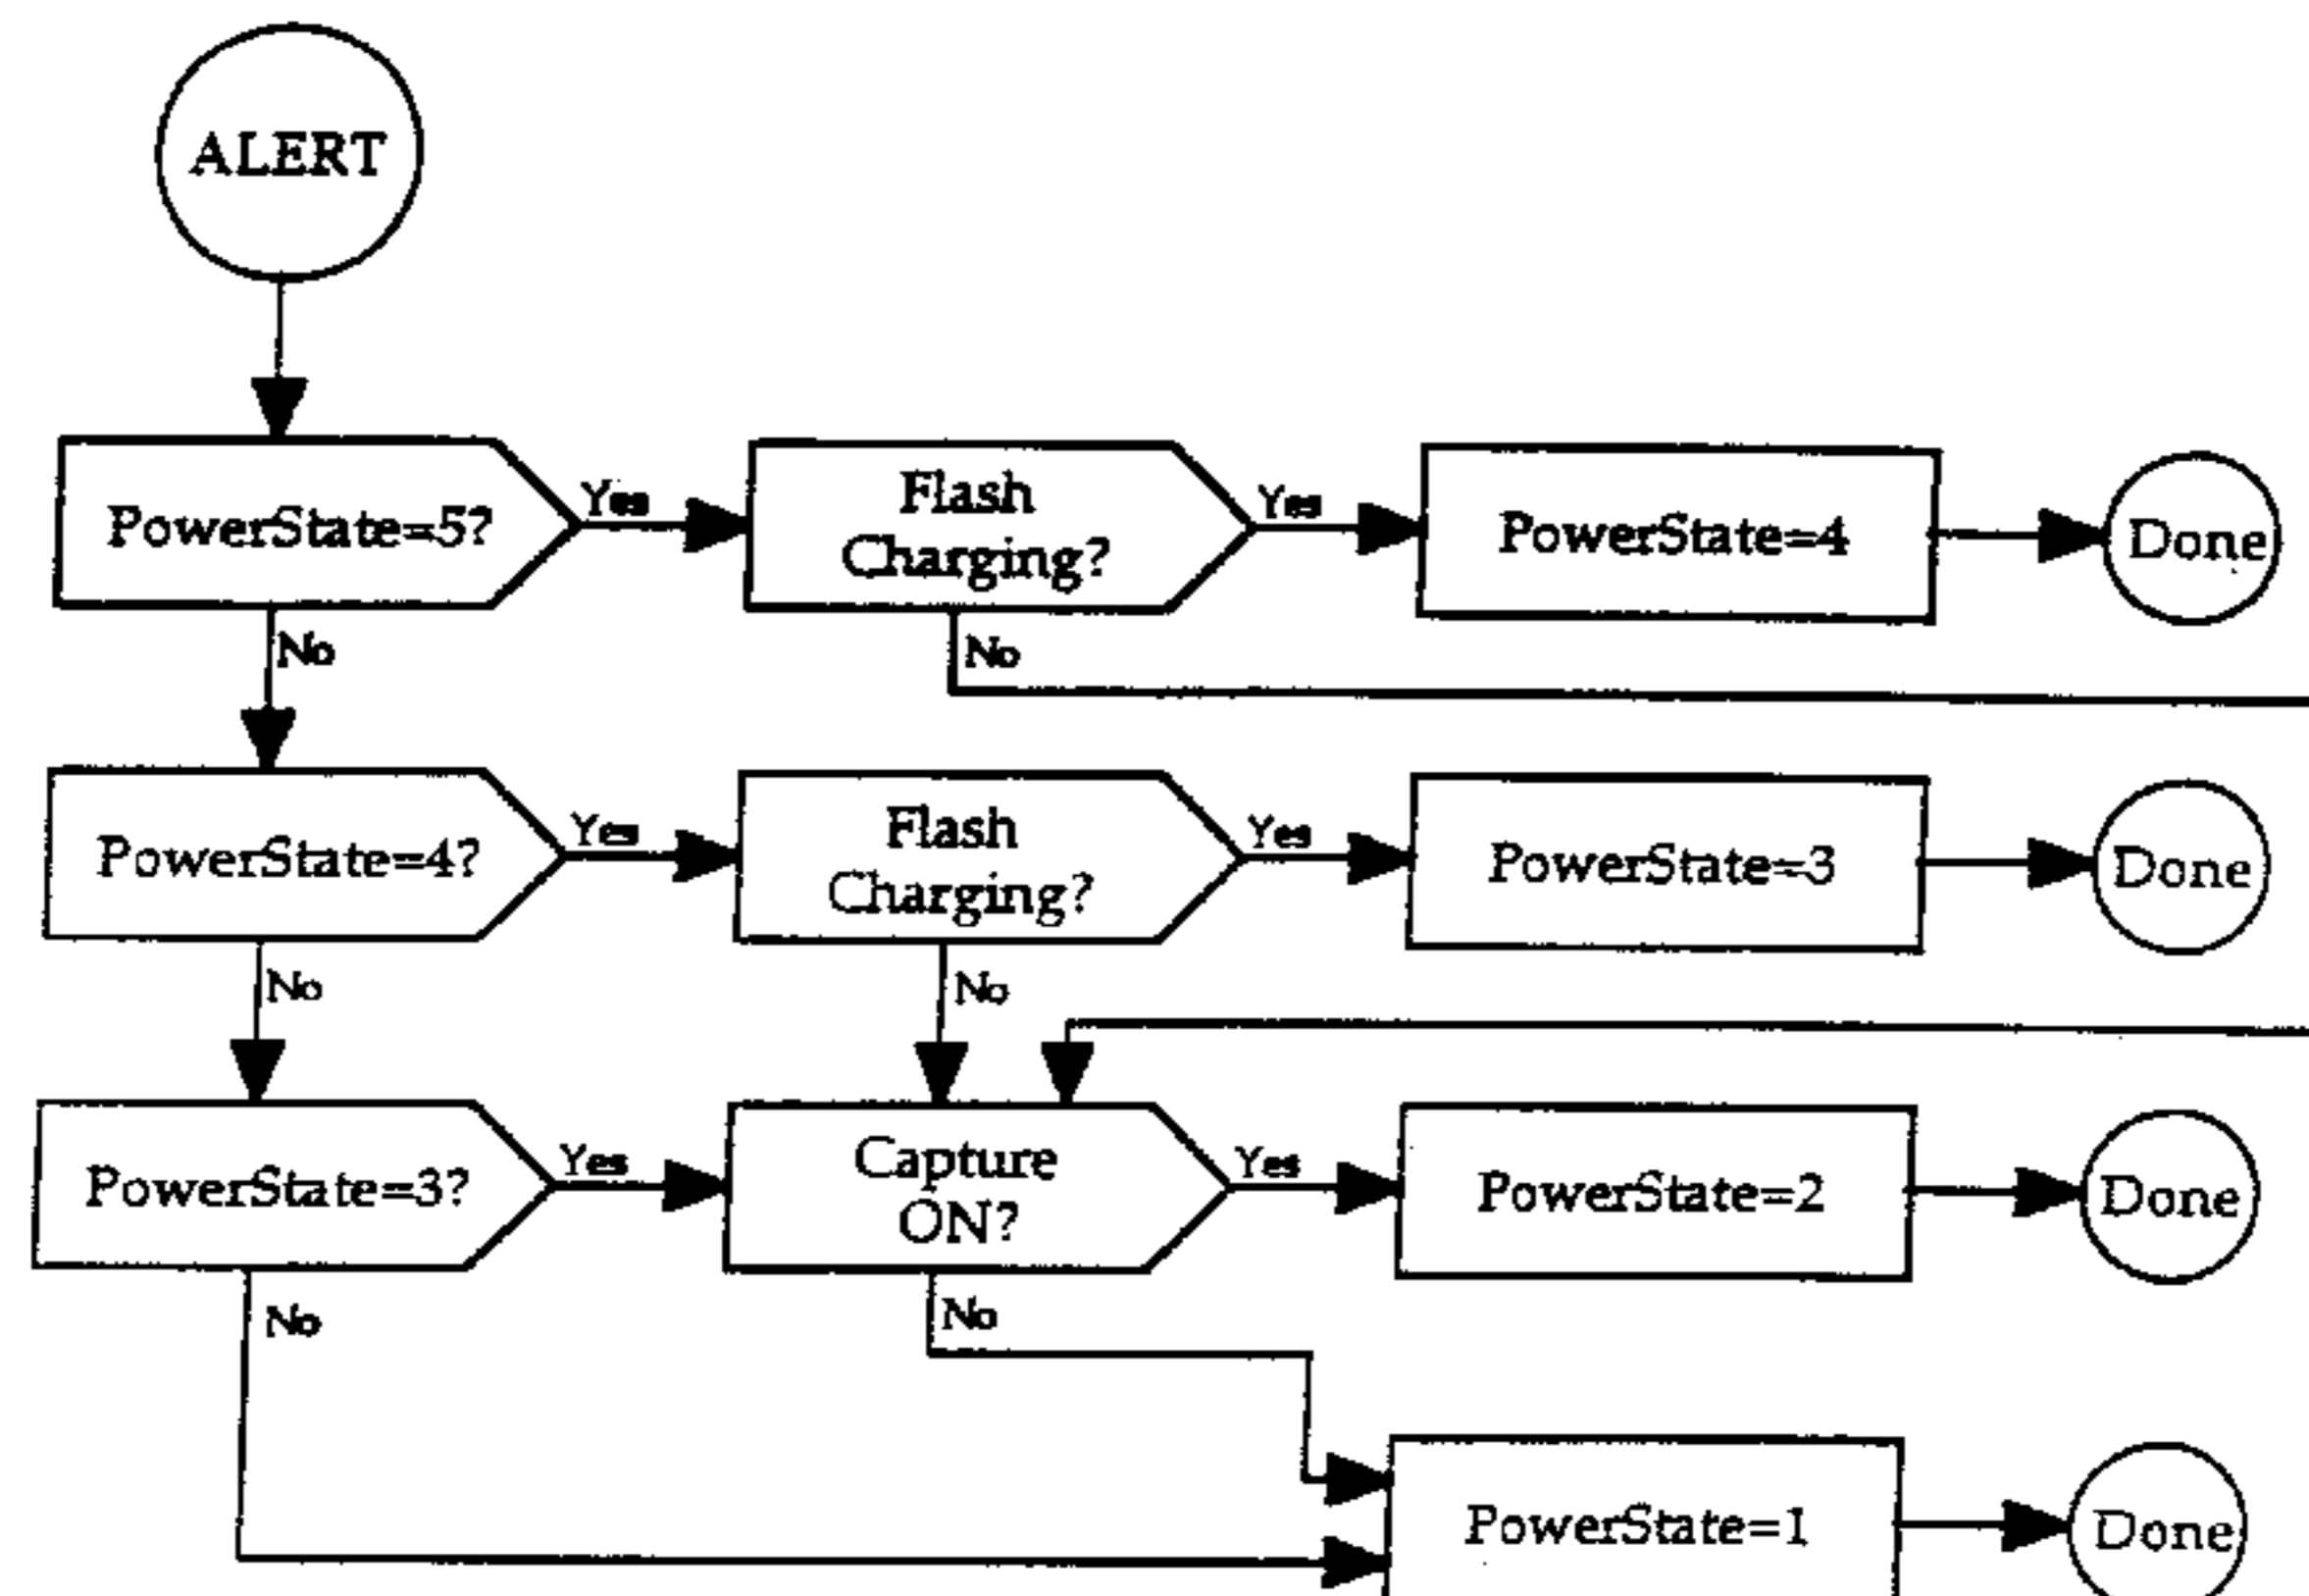 ALERT
PowerState=5?
Yes
Flash
Charging?
Yes
PowerState=4
Done
No
No
PowerState=4?
Yes
Flash
Charging?
Yes
PowerState=3
Done
No
No
PowerState=3?
Yes
Capture
ON?
Yes
PowerState=2
Done
No
No
PowerState=1
Done